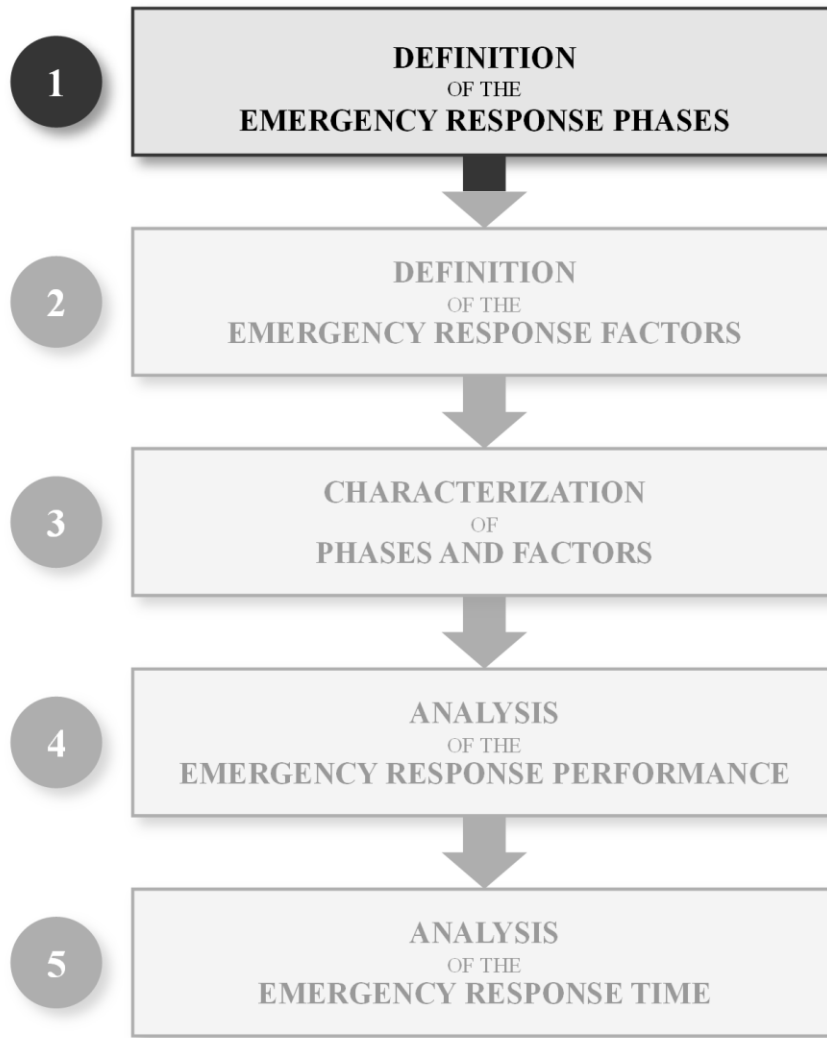 1
DEFINITION
OF THE
EMERGENCY RESPONSE PHASES
2
DEFINITION
OF THE
EMERGENCY RESPONSE FACTORS
3
CHARACTERIZATION
OF
PHASES AND FACTORS
4
ANALYSIS
OF THE
EMERGENCY RESPONSE PERFORMANCE
5
ANALYSIS
OF THE
EMERGENCY RESPONSE TIME